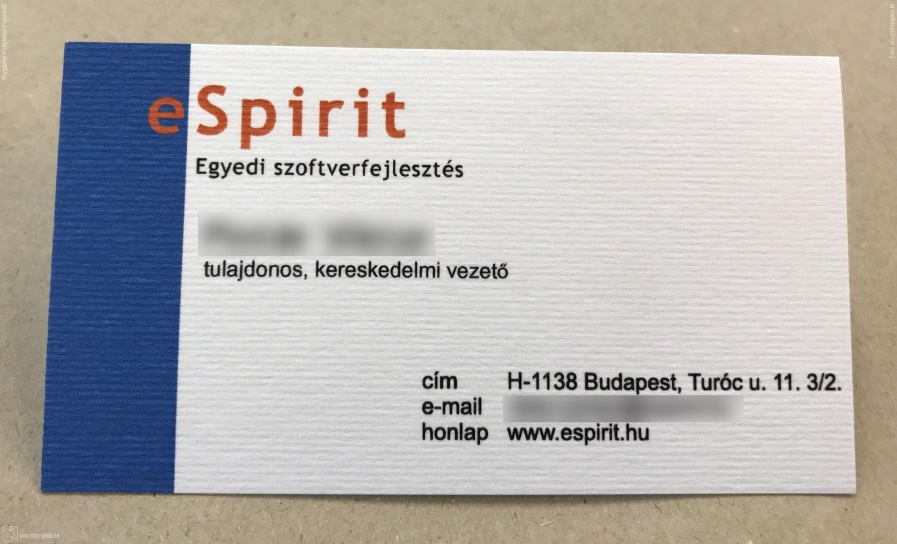 eSpirit
Egyedi szoftverfejlesztés
tulajdonos, kereskedelmi vezető
cím H-1138 Budapest, Turóc u. 11. 3/2.
e-mail
honlap www.espirit.hu